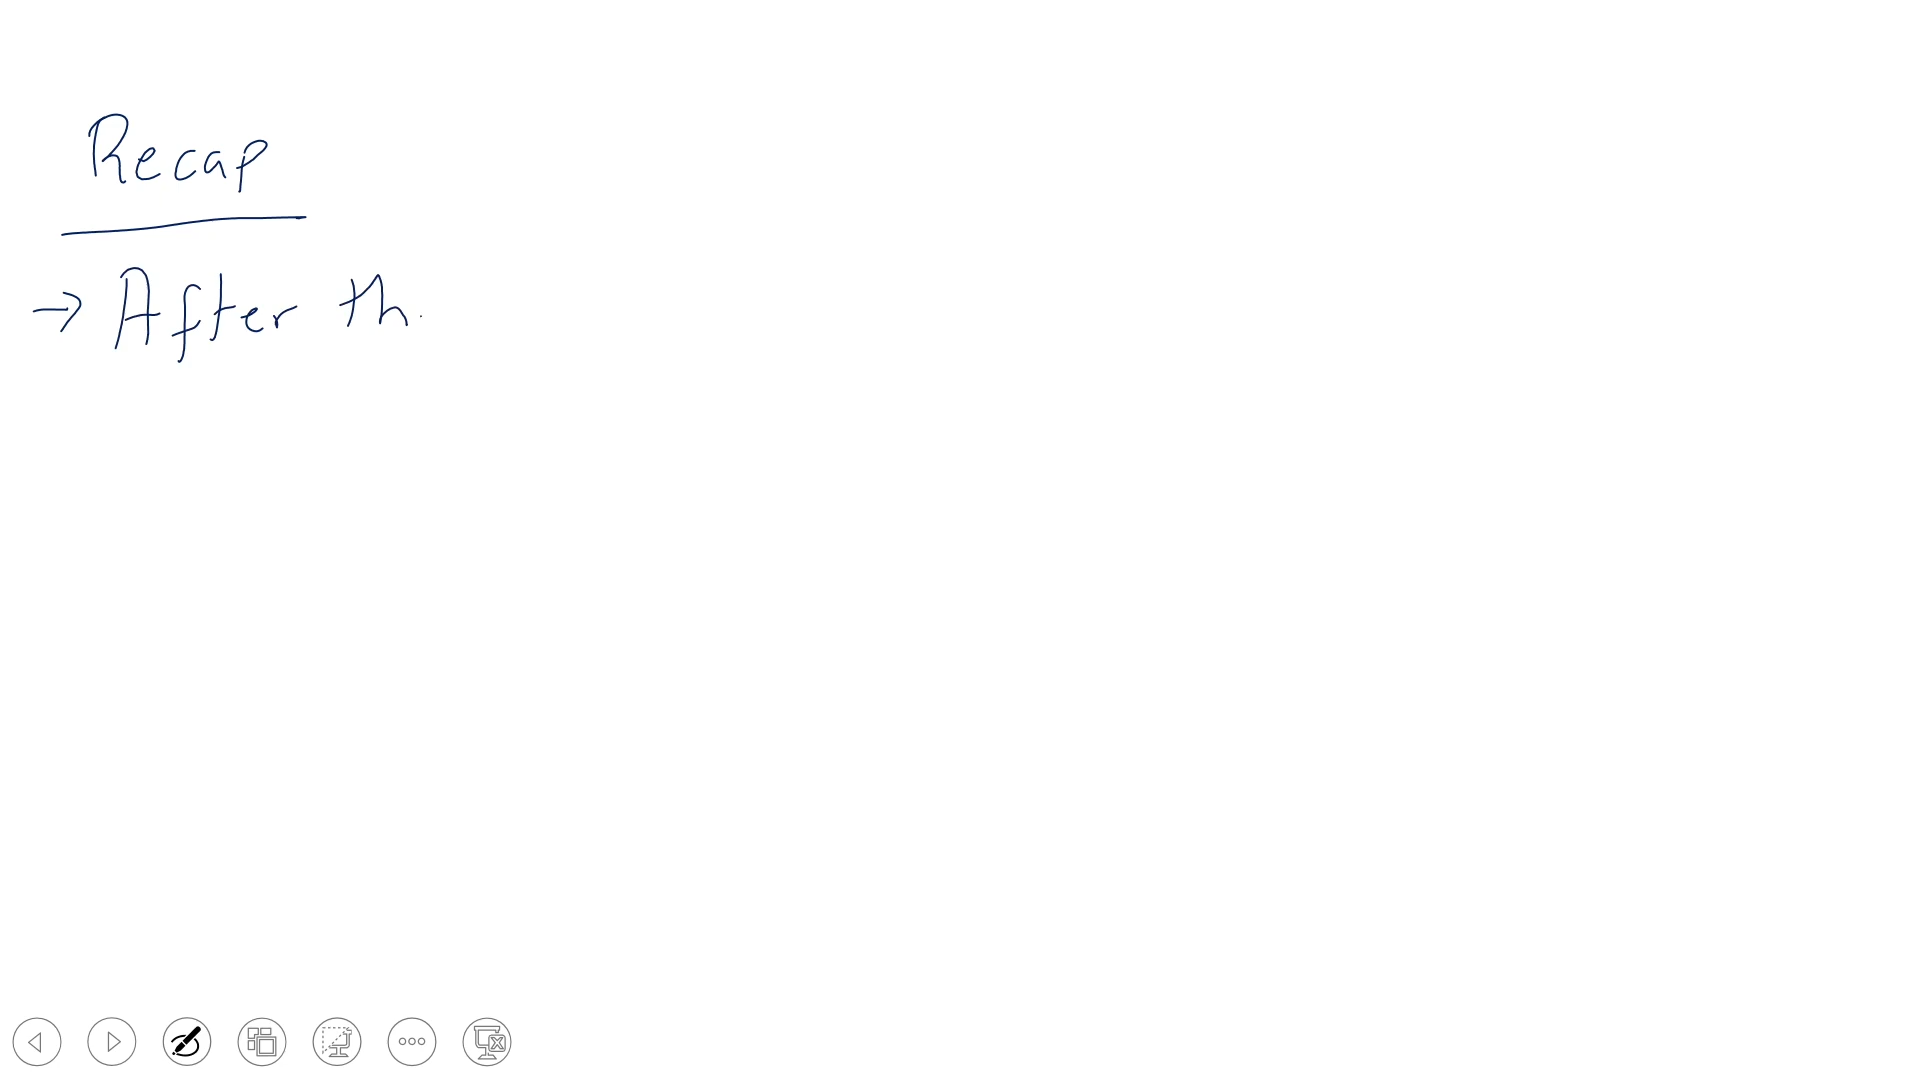 Recap
→ After th